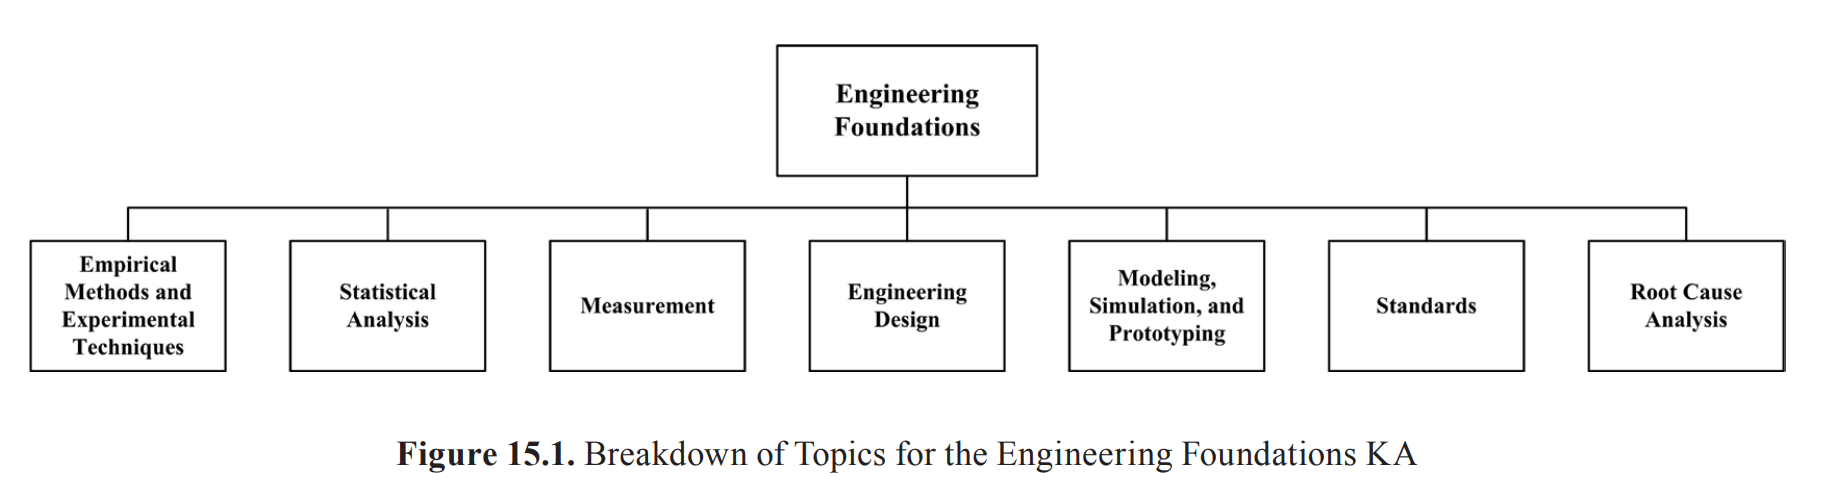 Engineering
Foundations
Empirical
Methods and
Experimental
Techniques
Statistical
Analysis
Measurement
Engineering
Design
Modeling,
Simulation, and
Prototyping
Standards
Root Cause
Analysis
Figure 15.1. Breakdown of Topics for the Engineering Foundations KA